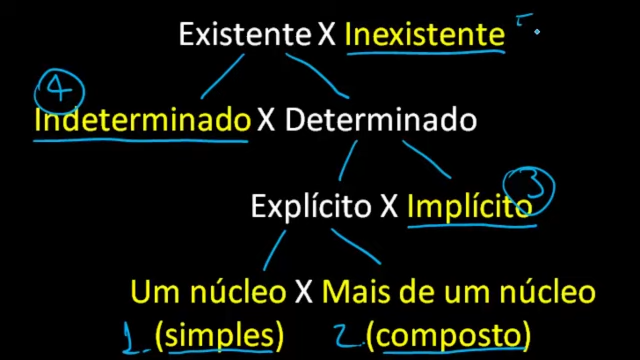 Existente X Inexistente
4
Indeterminado X Determinado
3
Explícito X Implícito
Um núcleo X Mais de um núcleo
1. (simples) 2. (composto)